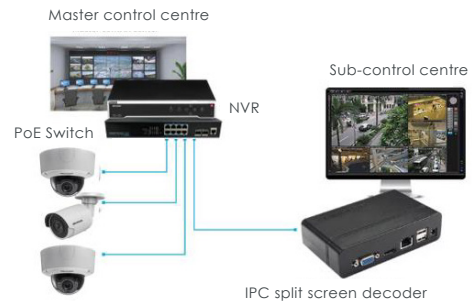 Master control centre
Sub-control centre
NVR
PoE Switch
IPC split screen decoder